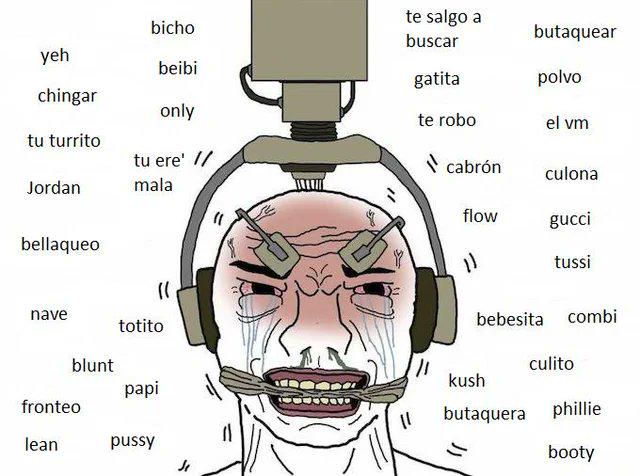 bicho
te salgo a
buscar
butaquear
yeh
beibi
gatita
polvo
chingar
only
te robo
el vm
tu turrito
tu ere'
mala
cabrón
culona
Jordan
flow
gucci
bellaqueo
tussi
nave
totito
bebesita
combi
blunt
culito
papi
kush
fronteo
butaquera
phillie
lean
pussy
booty